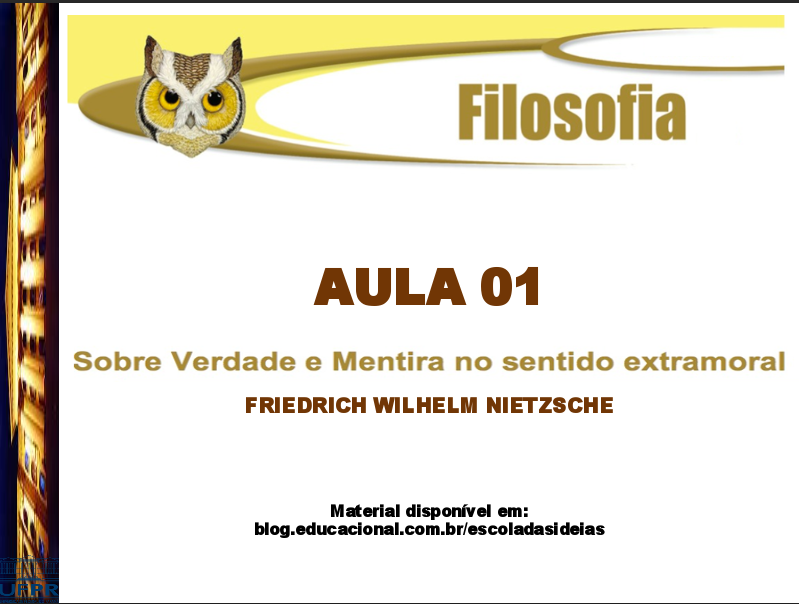 Filosofia
AULA 01
Sobre Verdade e Mentira no sentido extramoral
FRIEDRICH WILHELM NIETZSCHE
Material disponível em:
blog.educacional.com.br/escoladasideias
UFPR